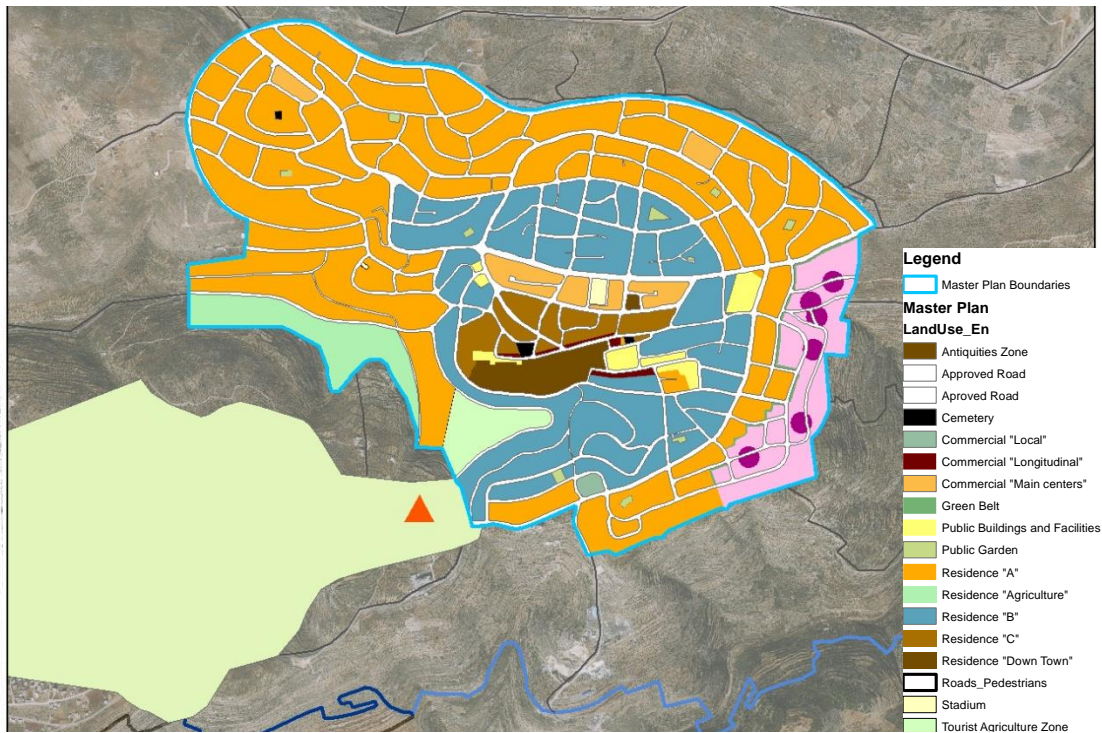 Legend
Master Plan Boundaries
Master Plan
LandUse_En
Antiquities Zone
Approved Road
Aproved Road
Cemetery
Commercial "Local"
Commercial "Longitudinal"
Commercial "Main centers"
Green Belt
Public Buildings and Facilities
Public Garden
Residence "A"
Residence "Agriculture"
Residence "B"
Residence "C"
Residence "Down Town"
Roads_Pedestrians
Stadium
Tourist Agriculture Zone